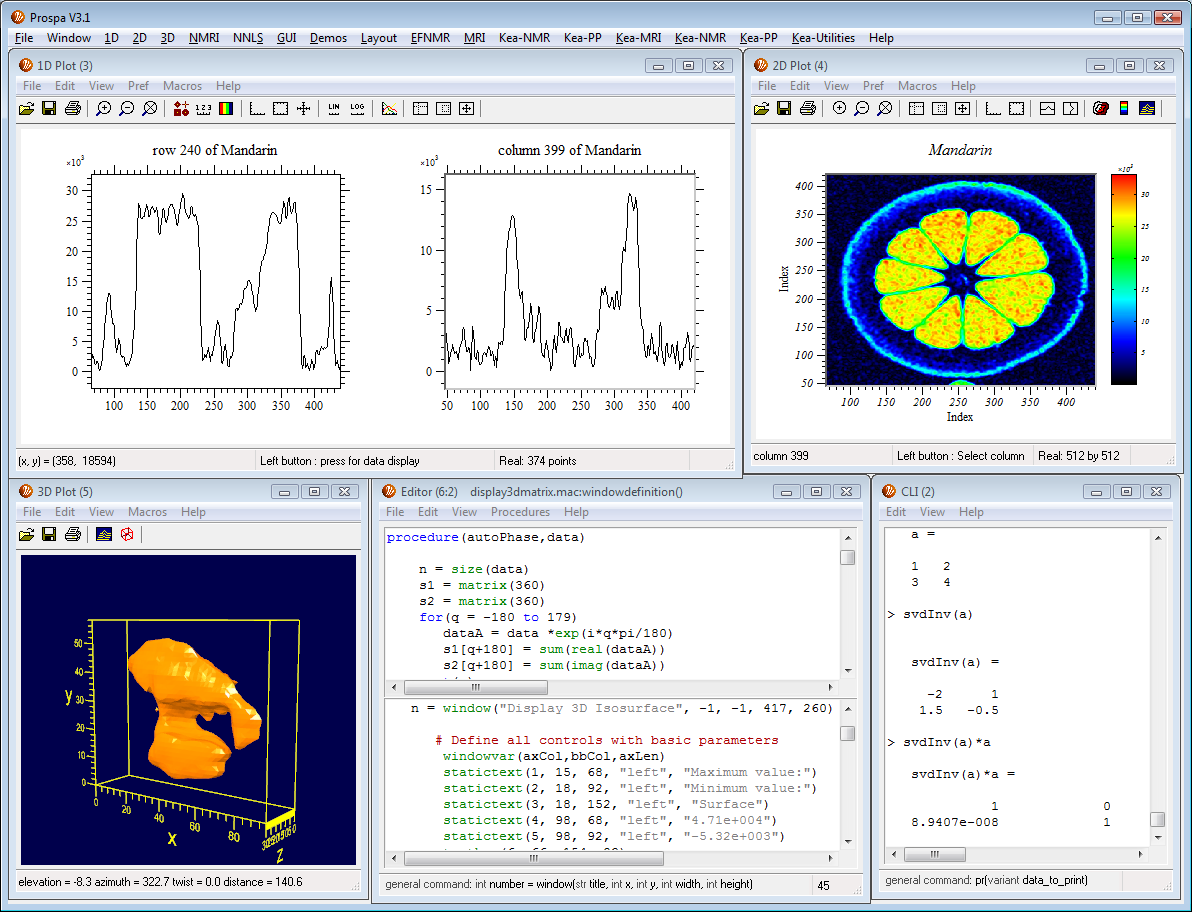 Prospa V3.1
File Window 1D 2D 3D NMRI NNLS GUI Demos Layout EFNMR MRI Kea-NMR Kea-PP Kea-MRI Kea-NMR Kea-PP Kea-Utilities Help
1D Plot (3)
File Edit View Pref Macros Help
1 2 3 LIN LOG
row 240 of Mandarin
×10³
30
25
20
15
10
5
0
100 150 200 250 300 350 400
column 399 of Mandarin
×10³
15
10
5
0
50 100 150 200 250 300 350 400
(x, y) = (358, 18594) Left button : press for data display Real: 374 points
2D Plot (4)
File Edit View Pref Macros Help
Mandarin
400
350
300
250
200
150
100
50
Index
100 150 200 250 300 350 400
Index
30
25
20
15
10
5
column 399 Left button : Select column Real: 512 by 512
3D Plot (5)
File Edit View Macros Help
50
40
30
20
10
0
y
0 20 40 60 80
x
z
elevation = -8.3 azimuth = 322.7 twist = 0.0 distance = 140.6
Editor (6:2) display3dmatrix.mac:windowdefinition()
File Edit View Procedures Help
procedure(autoPhase,data)
n = size(data)
s1 = matrix(360)
s2 = matrix(360)
for(q = -180 to 179)
dataA = data *exp(i*q*pi/180)
s1[q+180] = sum(real(dataA))
s2[q+180] = sum(imag(dataA))
n = window("Display 3D Isosurface", -1, -1, 417, 260)
# Define all controls with basic parameters
windowvar(axCol,bbCol,axLen)
statictext(1, 15, 68, "left", "Maximum value:")
statictext(2, 18, 92, "left", "Minimum value:")
statictext(3, 18, 152, "left", "Surface")
statictext(4, 98, 68, "left", "4.71e+004")
statictext(5, 98, 92, "left", "-5.32e+003")
general command: int number = window(str title, int x, int y, int width, int height) 45
CLI (2)
Edit View Help
a =
1 2
3 4
> svdInv(a)
svdInv(a) =
-2 1
1.5 -0.5
> svdInv(a)*a
svdInv(a)*a =
1 0
8.9407e-008 1
general command: pr(variant data_to_print)